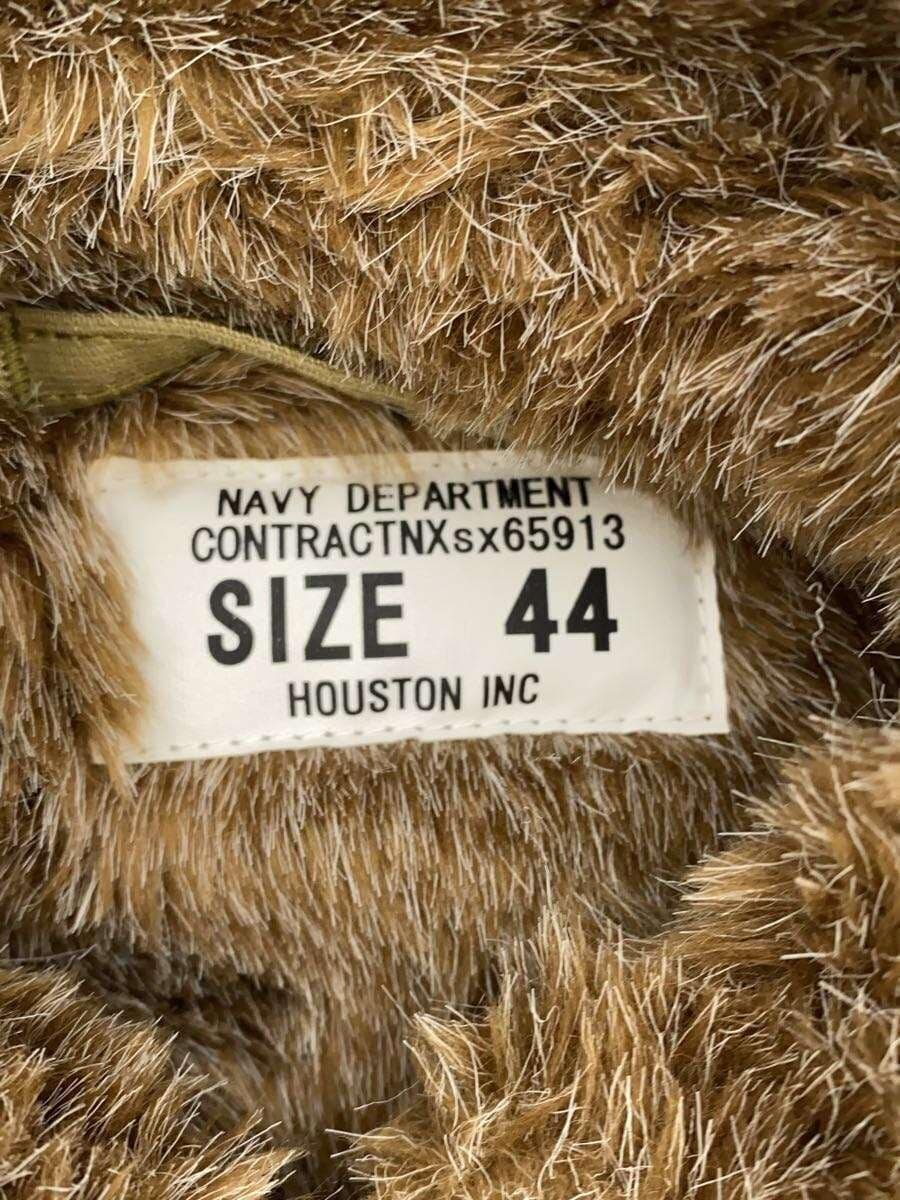 NAVY DEPARTMENT
CONTRACTNXsx65913
SIZE 44
HOUSTON INC